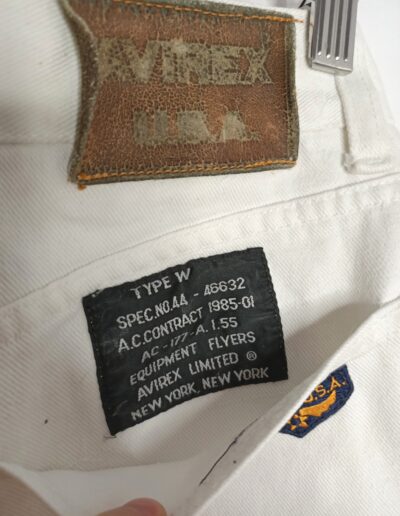 AVIREX
U.S.A.
TYPE W
SPEC.NO.44 - 46632
A.C.CONTRACT 1985-01
AC-177-A.1.55
EQUIPMENT FLYERS
AVIREX LIMITED ®
NEW YORK, NEW YORK
U.S.A.